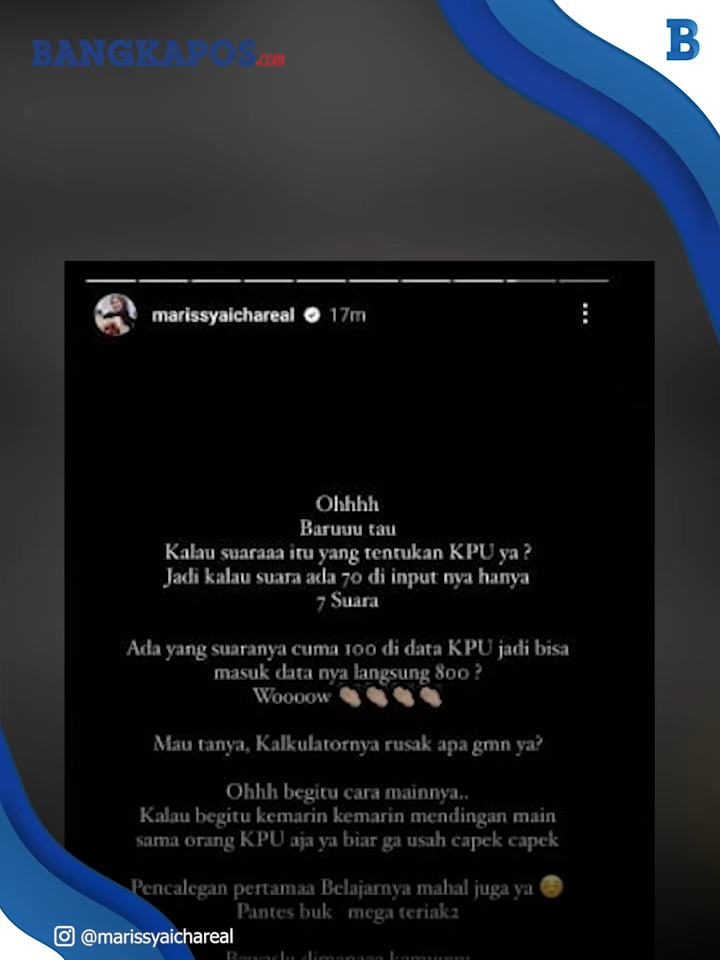 BANGKAPOS.com
B
marissyaichareal 17m
Ohhhh
Baruuu tau
Kalau suaraaa itu yang tentukan KPU ya ?
Jadi kalau suara ada 70 di input nya hanya
7 Suara
Ada yang suaranya cuma 100 di data KPU jadi bisa
masuk data nya langsung 800 ?
Woooow 👏🏼👏🏼👏🏼👏🏼
Mau tanya, Kalkulatornya rusak apa gmn ya?
Ohhh begitu cara mainnya..
Kalau begitu kemarin kemarin mendingan main
sama orang KPU aja ya biar ga usah capek capek
Pencalegan pertamaa Belajarnya mahal juga ya ☺️
Pantes buk mega teriak2
Bawaslu dimanaaa
@marissyaichareal